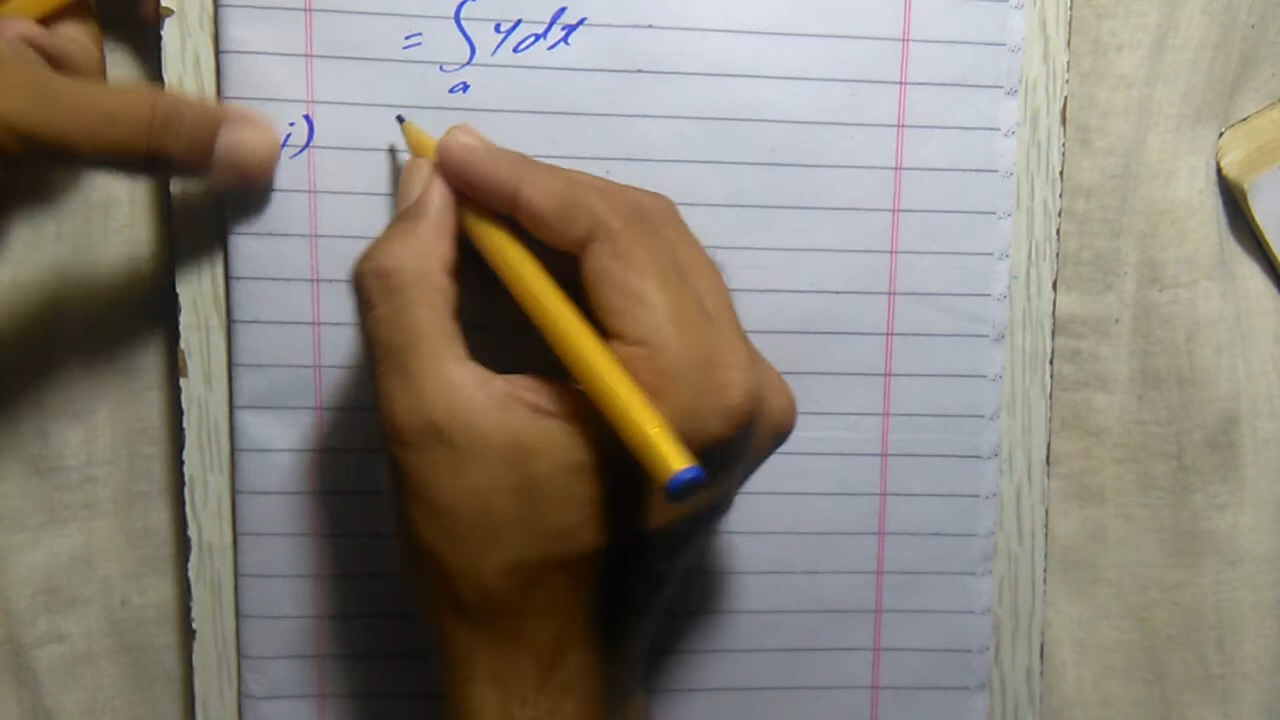 = ∫ₐ y dx
i)